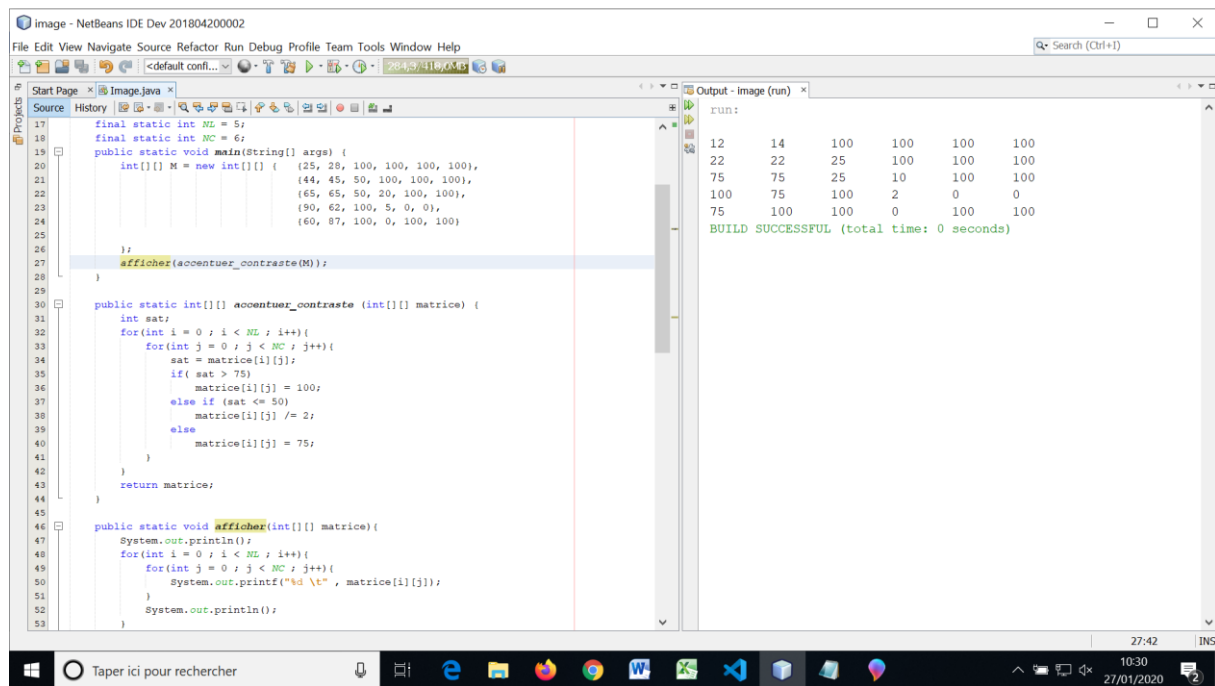 image - NetBeans IDE Dev 201804200002
File Edit View Navigate Source Refactor Run Debug Profile Team Tools Window Help
Search (Ctrl+I)
<default confi...
284,3/418,0MB
Projects
Start Page
Image.java
Source History
17 final static int NL = 5;
18 final static int NC = 6;
19 public static void main(String[] args) {
20 int[][] M = new int[][] { {25, 28, 100, 100, 100, 100},
21 {44, 45, 50, 100, 100, 100},
22 {65, 65, 50, 20, 100, 100},
23 {90, 62, 100, 5, 0, 0},
24 {60, 87, 100, 0, 100, 100}
25
26 };
27 afficher(accentuer_contraste(M));
28 }
29
30 public static int[][] accentuer_contraste (int[][] matrice) {
31 int sat;
32 for(int i = 0 ; i < NL ; i++){
33 for(int j = 0 ; j < NC ; j++){
34 sat = matrice[i][j];
35 if( sat > 75)
36 matrice[i][j] = 100;
37 else if (sat <= 50)
38 matrice[i][j] /= 2;
39 else
40 matrice[i][j] = 75;
41 }
42 }
43 return matrice;
44 }
45
46 public static void afficher(int[][] matrice){
47 System.out.println();
48 for(int i = 0 ; i < NL ; i++){
49 for(int j = 0 ; j < NC ; j++){
50 System.out.printf("%d \t" , matrice[i][j]);
51 }
52 System.out.println();
53 }
Output - image (run)
run:
12 14 100 100 100 100
22 22 25 100 100 100
75 75 25 10 100 100
100 75 100 2 0 0
75 100 100 0 100 100
BUILD SUCCESSFUL (total time: 0 seconds)
27:42 INS
Taper ici pour rechercher
10:30
27/01/2020
2